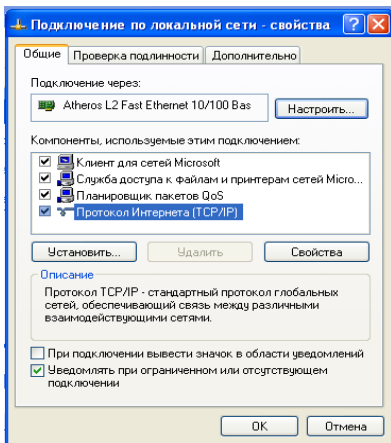 Подключение по локальной сети - свойства
Общие Проверка подлинности Дополнительно
Подключение через:
Atheros L2 Fast Ethernet 10/100 Bas Настроить...
Компоненты, используемые этим подключением:
Клиент для сетей Microsoft
Служба доступа к файлам и принтерам сетей Micro...
Планировщик пакетов QoS
Протокол Интернета (TCP/IP)
Установить... Удалить Свойства
Описание
Протокол TCP/IP - стандартный протокол глобальных
сетей, обеспечивающий связь между различными
взаимодействующими сетями.
При подключении вывести значок в области уведомлений
Уведомлять при ограниченном или отсутствующем
подключении
OK Отмена